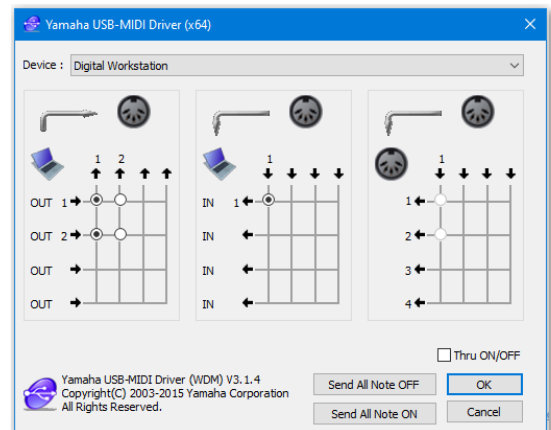 Yamaha USB-MIDI Driver (x64)
Device : Digital Workstation
1 2
OUT 1
OUT 2
OUT
OUT
1
IN 1
IN
IN
IN
1
1
2
3
4
Thru ON/OFF
Yamaha USB-MIDI Driver (WDM) V3.1.4
Copyright(C) 2003-2015 Yamaha Corporation
All Rights Reserved.
Send All Note OFF
OK
Send All Note ON
Cancel